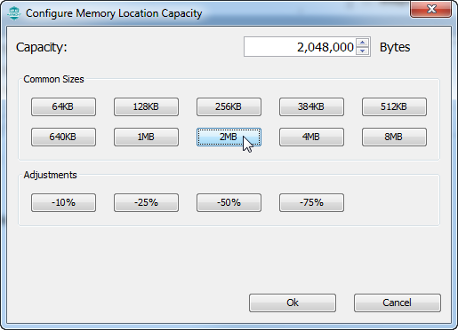 Configure Memory Location Capacity
Capacity: 2,048,000 Bytes
Common Sizes
64KB 128KB 256KB 384KB 512KB
640KB 1MB 2MB 4MB 8MB
Adjustments
-10% -25% -50% -75%
Ok Cancel